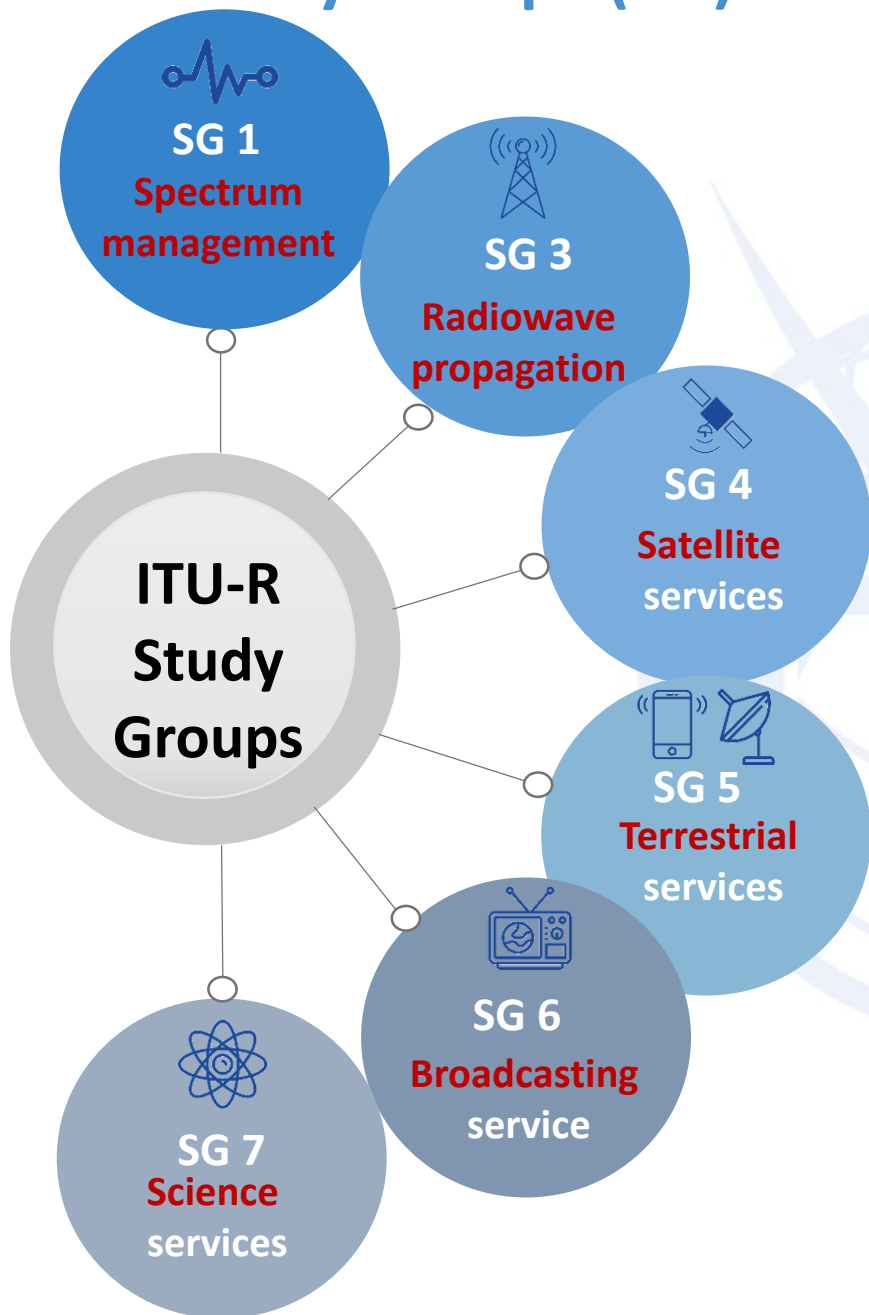 SG 1
Spectrum
management
SG 3
Radiowave
propagation
SG 4
Satellite
services
ITU-R
Study
Groups
SG 5
Terrestrial
services
SG 6
Broadcasting
service
SG 7
Science
services